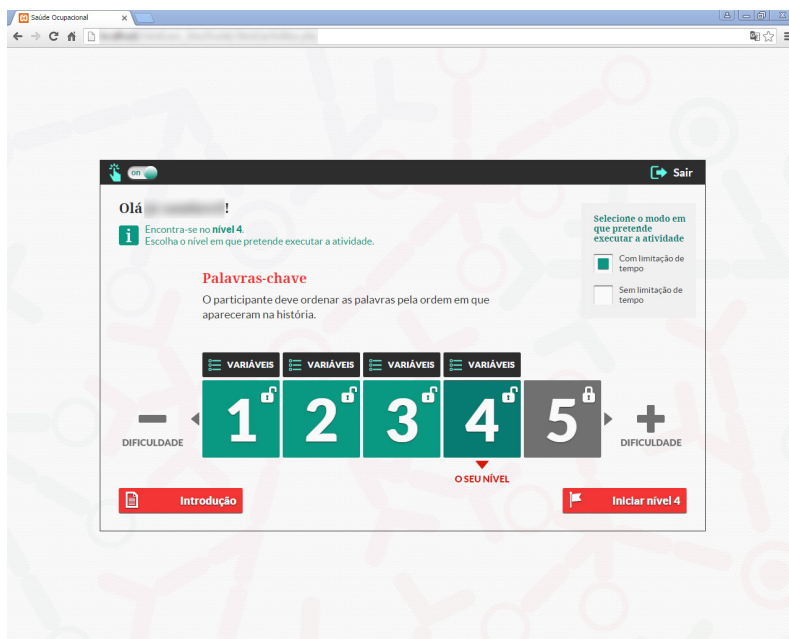 Saúde Ocupacional
on
Sair
Olá !
i
Encontra-se no nível 4.
Escolha o nível em que pretende executar a atividade.
Selecione o modo em
que pretende
executar a atividade
Com limitação de
tempo
Sem limitação de
tempo
Palavras-chave
O participante deve ordenar as palavras pela ordem em que
apareceram na história.
VARIÁVEIS VARIÁVEIS VARIÁVEIS VARIÁVEIS
1 2 3 4 5
DIFICULDADE
DIFICULDADE
O SEU NÍVEL
Introdução
Iniciar nível 4